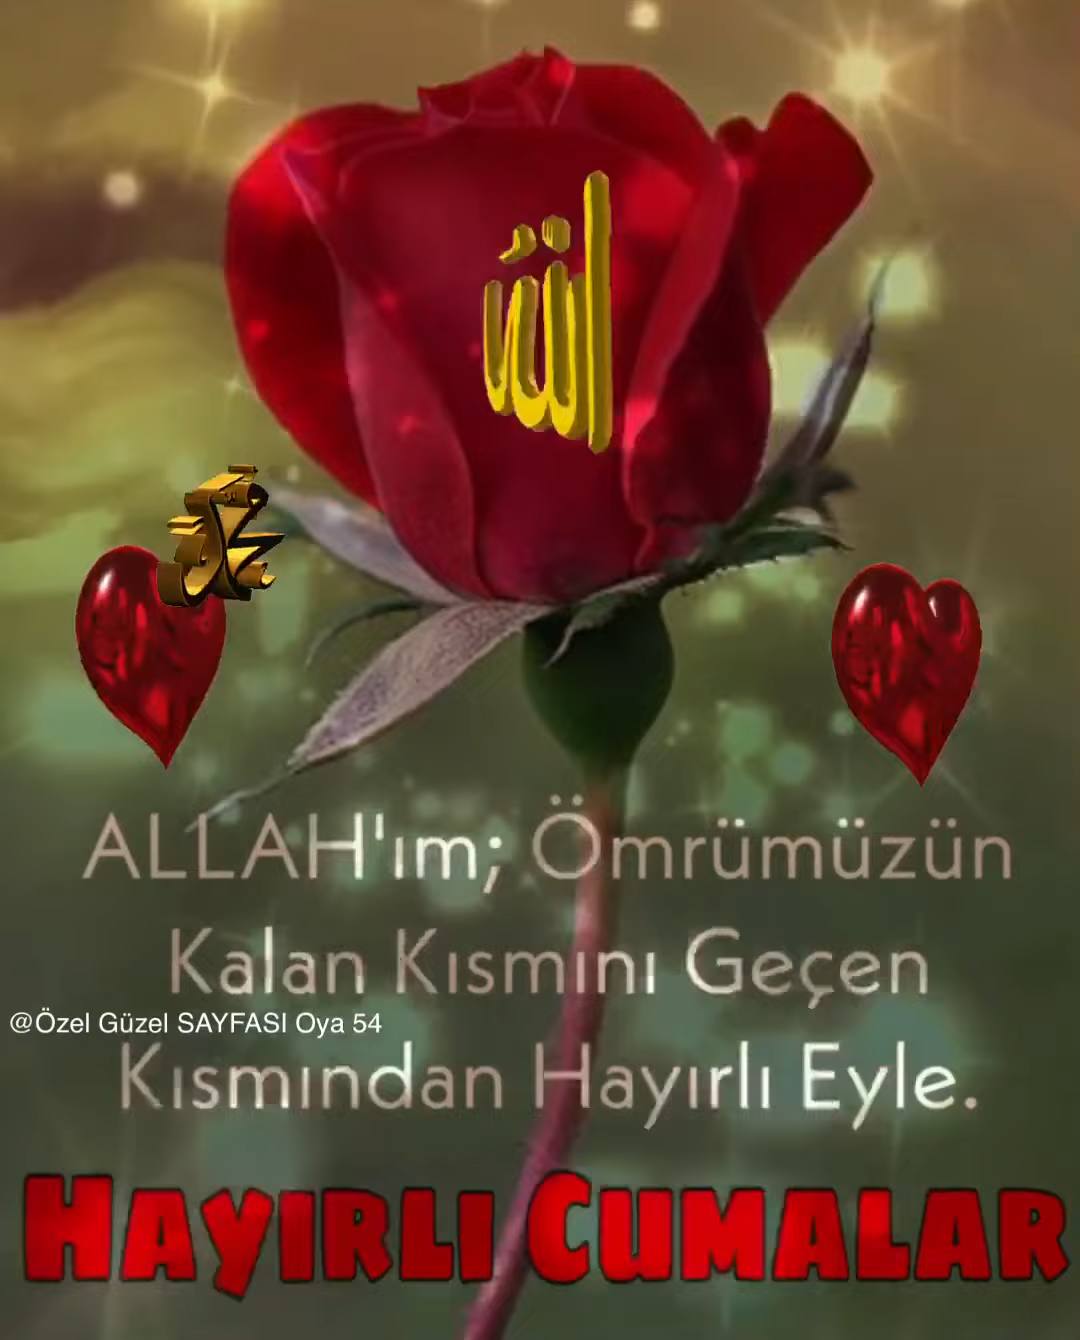 الله
محمد
ALLAH'ım; Ömrümüzün
Kalan Kısmını Geçen
@Özel Güzel SAYFASI Oya 54
Kısmından Hayırlı Eyle.
HAYIRLI CUMALAR